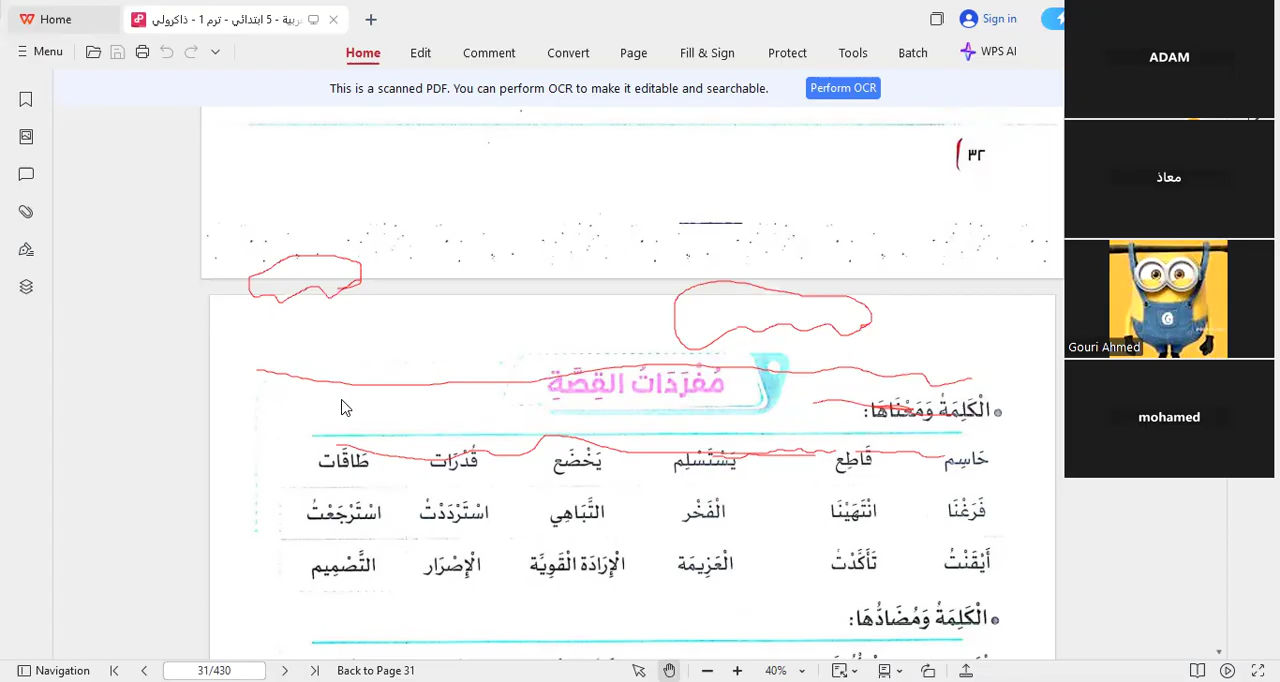 Home
عربية - 5 ابتدائي - ترم 1 - ذاكرولي
Sign in
Menu
Home Edit Comment Convert Page Fill & Sign Protect Tools Batch WPS AI
This is a scanned PDF. You can perform OCR to make it editable and searchable.
Perform OCR
٣٢
مُفْرَدَاتُ القِصَّةِ
الْكَلِمَةُ وَمَعْنَاهَا:
حَاسِم قَاطِع يَسْتَسْلِم يَخْضَع قُدْرَات طَاقَات
فَرَغْنَا انْتَهَيْنَا الْفَخْر التَّبَاهِي اسْتَرْدَدْتُ اسْتَرْجَعْتُ
أَيْقَنْتُ تَأَكَّدْتُ الْعَزِيمَة الْإِرَادَة الْقَوِيَّة الْإِصْرَار التَّصْمِيم
الْكَلِمَةُ وَمُضَادُّهَا:
Navigation
31/430
Back to Page 31
40%
ADAM
معاذ
G
Gouri Ahmed
mohamed